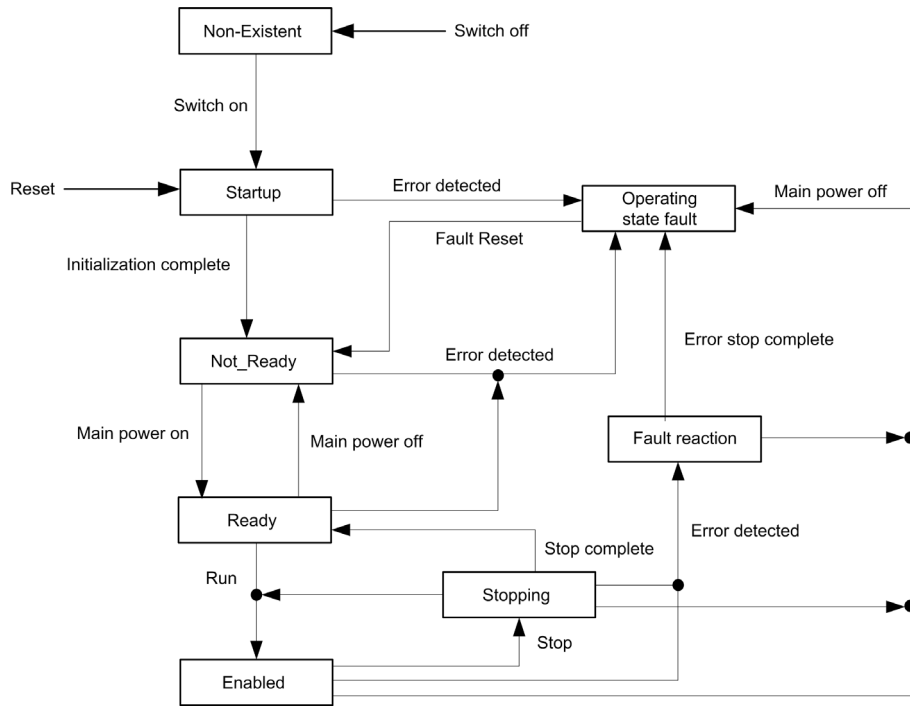 Non-Existent
Switch off
Switch on
Reset
Startup
Error detected
Operating
state fault
Main power off
Fault Reset
Initialization complete
Error stop complete
Not_Ready
Error detected
Main power on
Main power off
Fault reaction
Ready
Error detected
Stop complete
Run
Stopping
Stop
Enabled